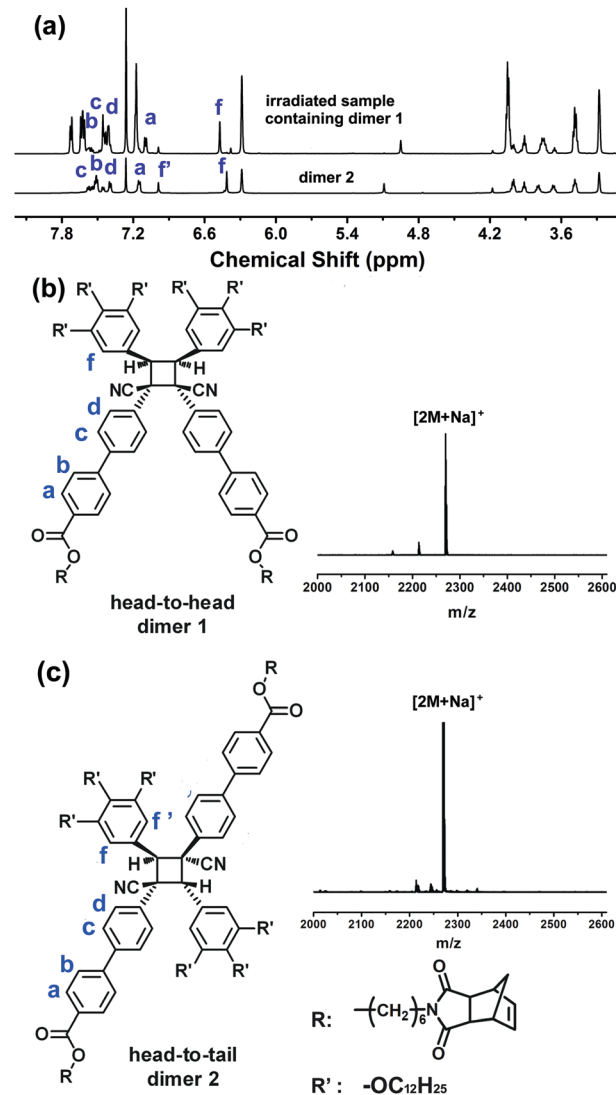 (a)
c d
b
a
f
irradiated sample
containing dimer 1
c b d a f' f
dimer 2
7.8 7.2 6.6 6.0 5.4 4.8 4.2 3.6
Chemical Shift (ppm)
(b)
R' R' R' R'
R' R'
f
H H
NC CN
d
c
b
a
O O
O O
R R
head-to-head
dimer 1
[2M+Na]+
2000 2100 2200 2300 2400 2500 2600
m/z
(c)
R
O
O
R' R'
R' f '
f H CN
NC H
d
c
R'
b R' R'
a
O
O
R
head-to-tail
dimer 2
[2M+Na]+
2000 2100 2200 2300 2400 2500 2600
m/z
O
R: (CH2)6 N
O
R' : -OC12H25